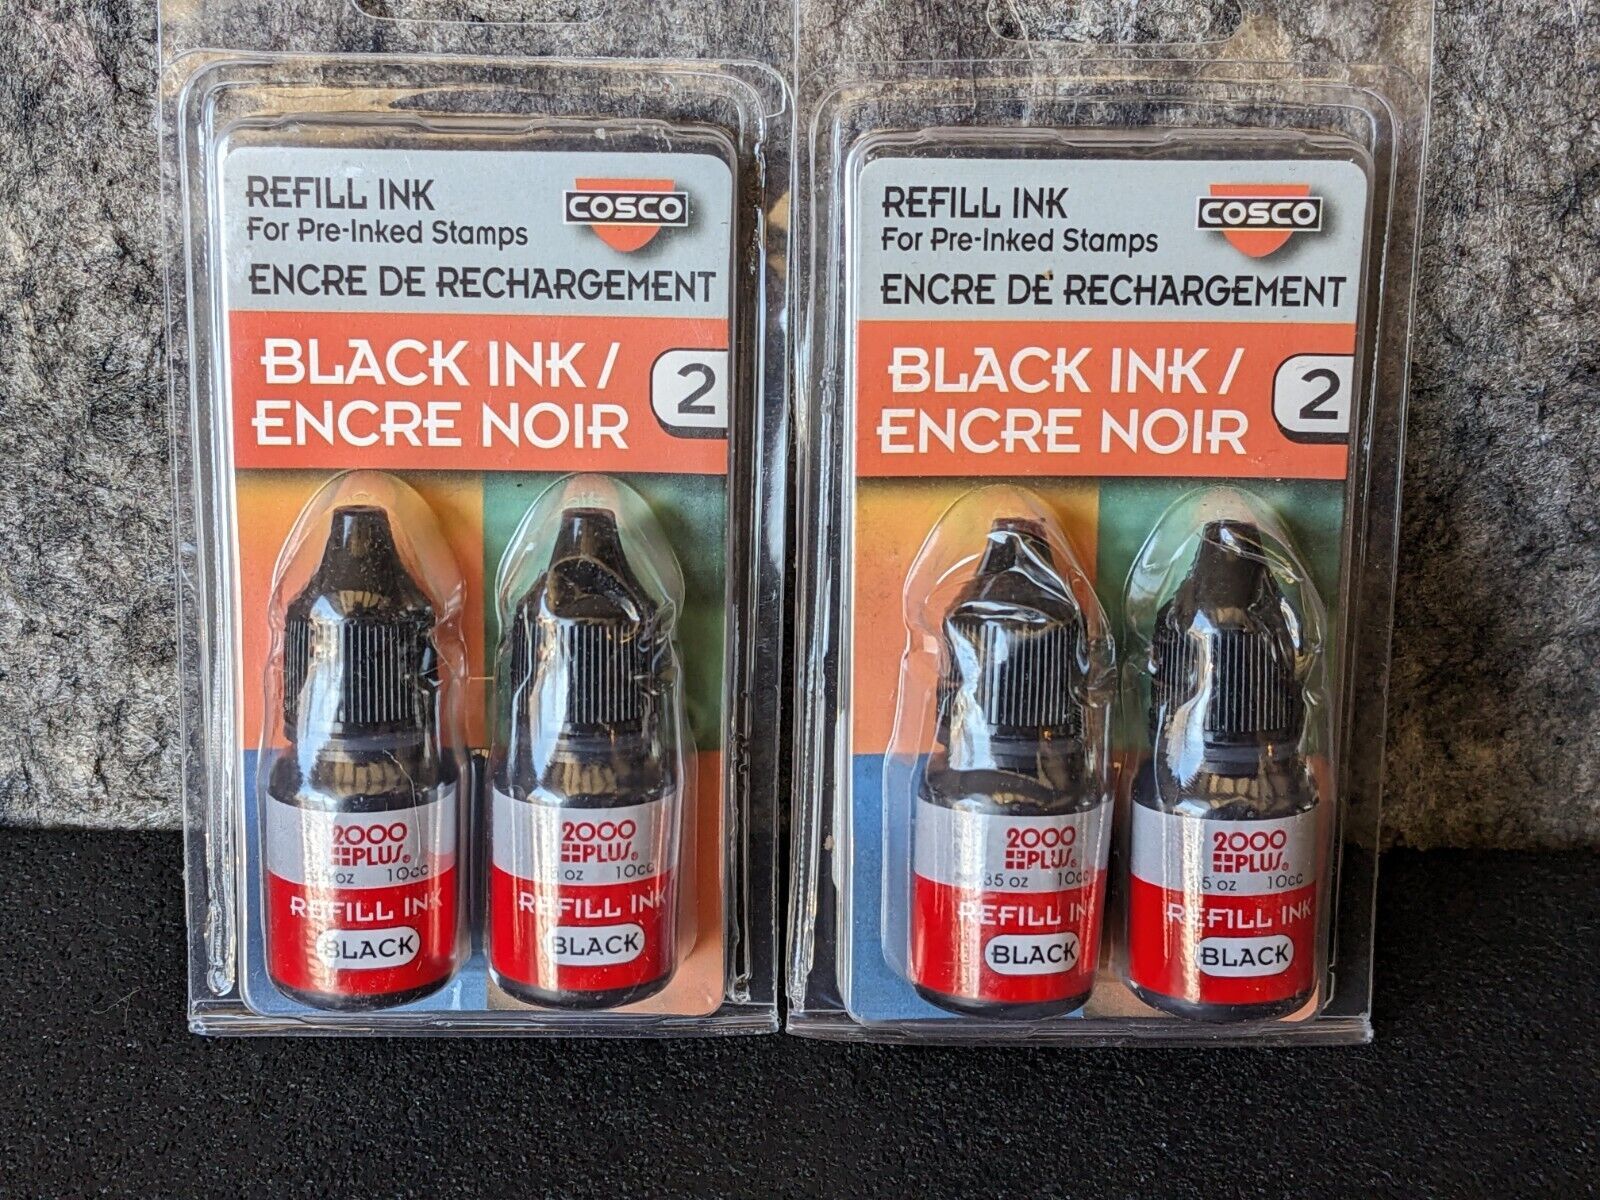 REFILL INK
For Pre-Inked Stamps
COSCO
ENCRE DE RECHARGEMENT
BLACK INK /
ENCRE NOIR
2
2000
PLUS®
oz 10cc
REFILL INK
BLACK
2000
PLUS®
oz 10cc
REFILL INK
BLACK
REFILL INK
For Pre-Inked Stamps
COSCO
ENCRE DE RECHARGEMENT
BLACK INK /
ENCRE NOIR
2
2000
PLUS®
35 oz 10cc
REFILL INK
BLACK
2000
PLUS®
5 oz 10cc
REFILL INK
BLACK